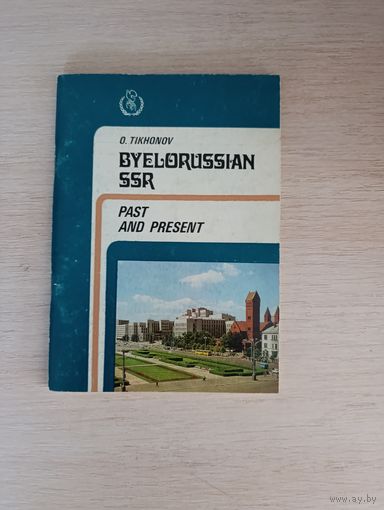 O. TIKHONOV
BYELORUSSIAN
SSR
PAST
AND PRESENT
www.ay.by